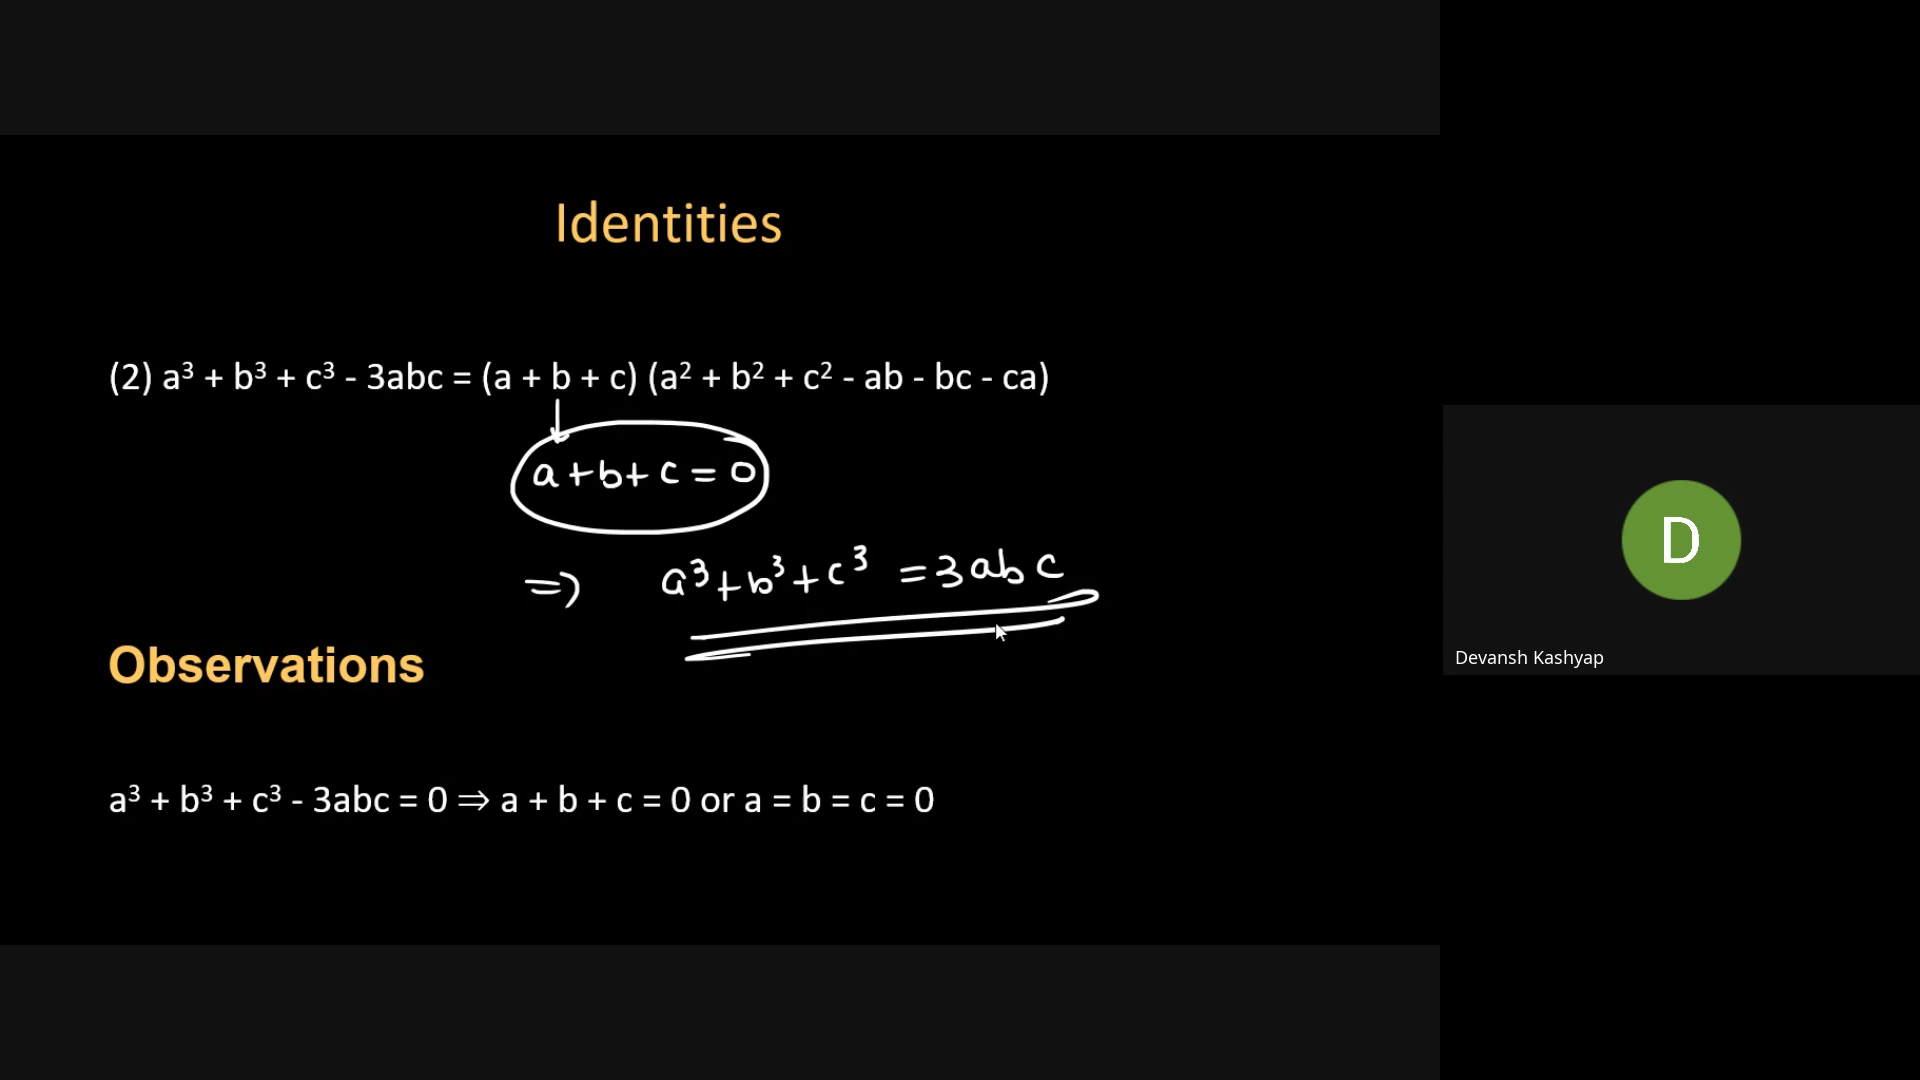 Identities
(2) a³ + b³ + c³ - 3abc = (a + b + c) (a² + b² + c² - ab - bc - ca)
a+b+c=0
=> a³+b³+c³ =3abc
Observations
a³ + b³ + c³ - 3abc = 0 ⇒ a + b + c = 0 or a = b = c = 0
D
Devansh Kashyap